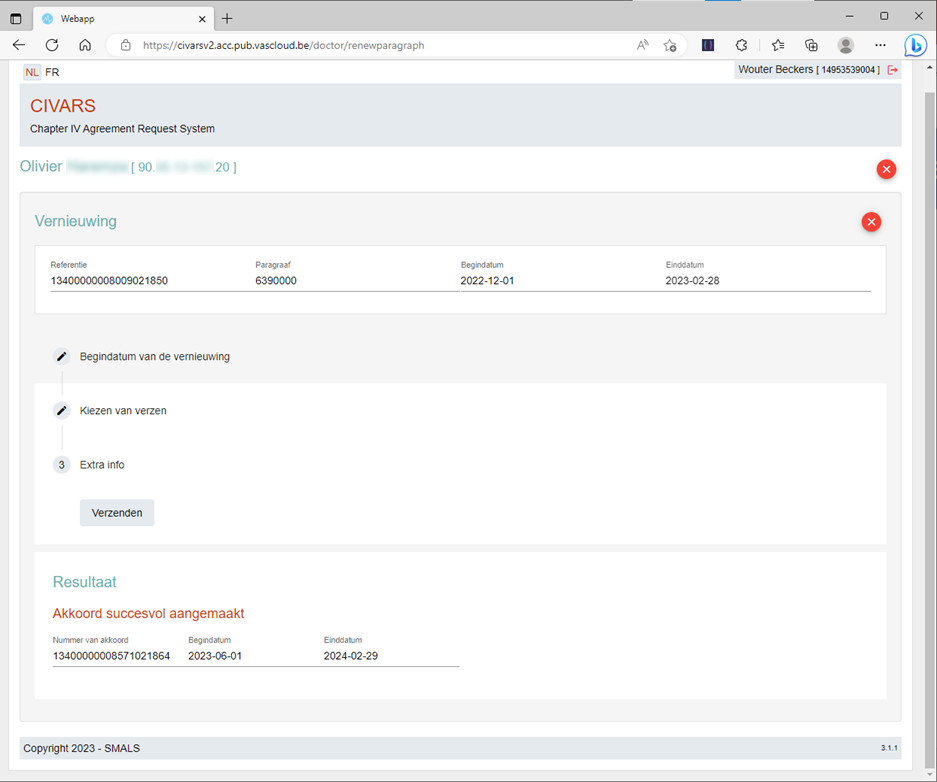 Webapp
https://civarsv2.acc.pub.vascloud.be/doctor/renewparagraph
NL FR
Wouter Beckers [ 14953539004 ]
CIVARS
Chapter IV Agreement Request System
Olivier [ 90. .20 ]
Vernieuwing
Referentie Paragraaf Begindatum Einddatum
13400000008009021850 6390000 2022-12-01 2023-02-28
Begindatum van de vernieuwing
Kiezen van verzen
3 Extra info
Verzenden
Resultaat
Akkoord succesvol aangemaakt
Nummer van akkoord Begindatum Einddatum
13400000008571021864 2023-06-01 2024-02-29
Copyright 2023 - SMALS
3.1.1